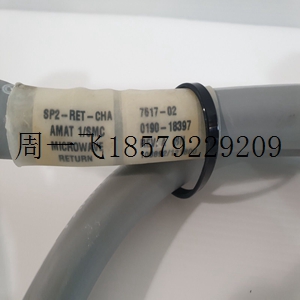 SP2-RET-CHA
AMAT 1/SMC
MICROWAVE
RETURN
7617-02
0190-18397
周一飞18579229209